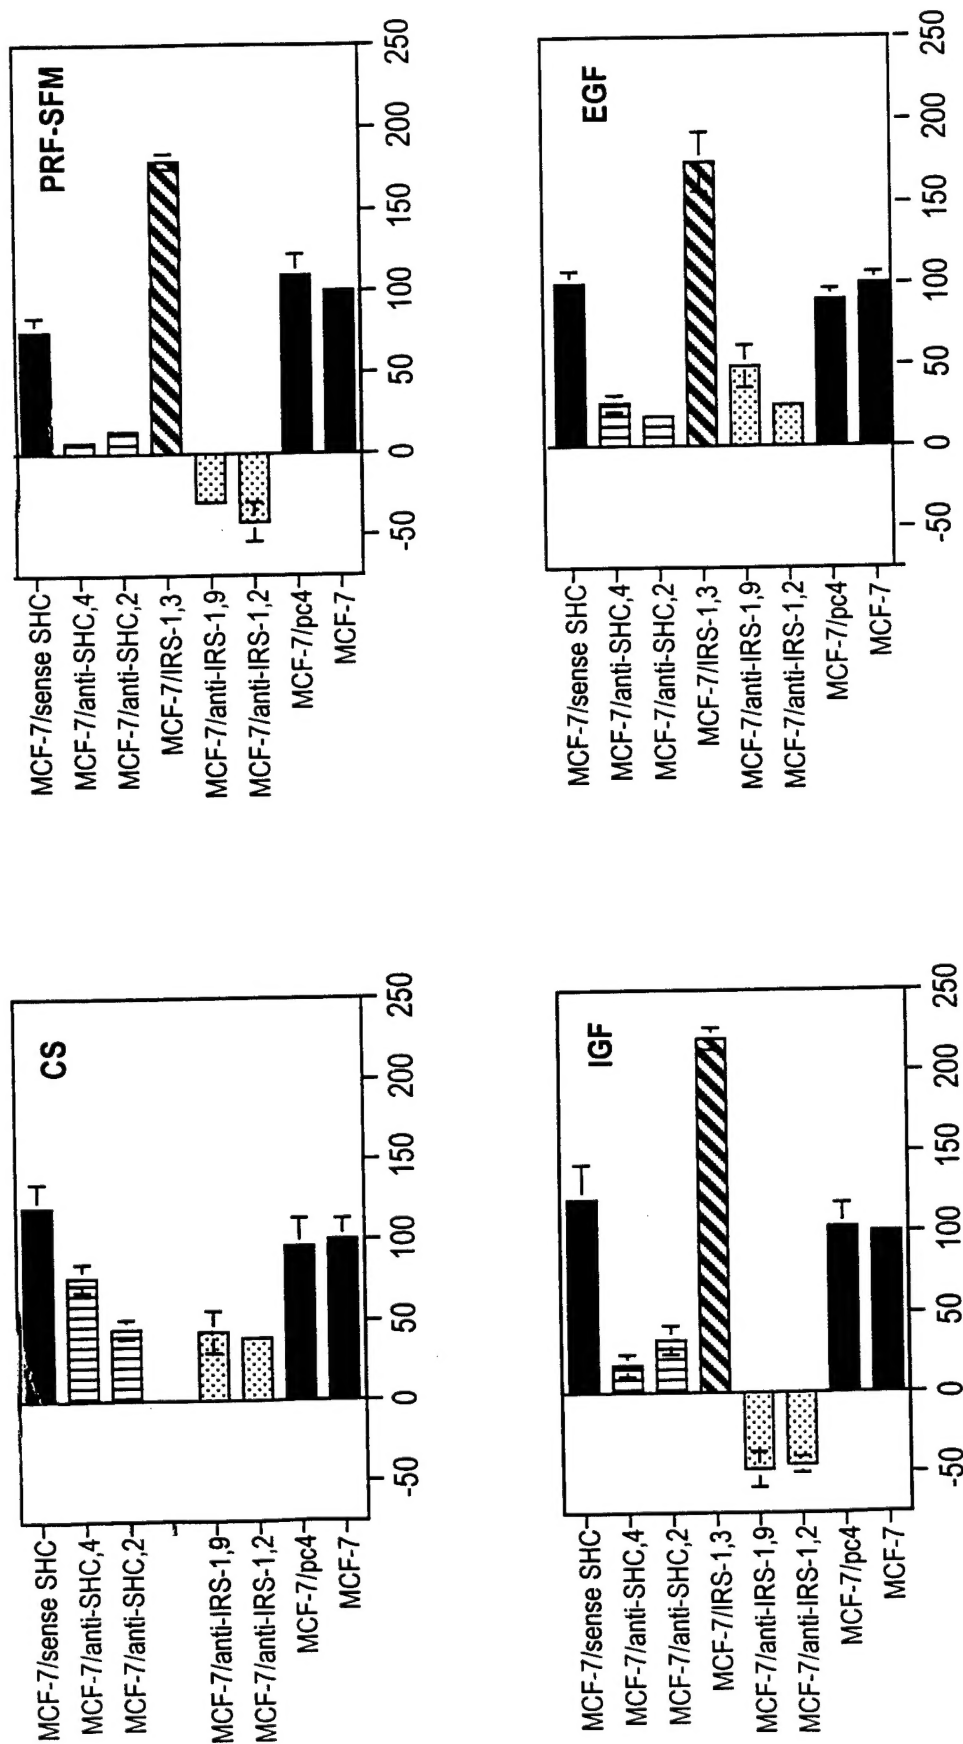 PRF-SFM
MCF-7/sense SHC
MCF-7/anti-SHC,4
MCF-7/anti-SHC,2
MCF-7/IRS-1,3
MCF-7/anti-IRS-1,9
MCF-7/anti-IRS-1,2
MCF-7/pc4
MCF-7
-50 0 50 100 150 200 250
EGF
MCF-7/sense SHC
MCF-7/anti-SHC,4
MCF-7/anti-SHC,2
MCF-7/IRS-1,3
MCF-7/anti-IRS-1,9
MCF-7/anti-IRS-1,2
MCF-7/pc4
MCF-7
-50 0 50 100 150 200 250
CS
MCF-7/sense SHC
MCF-7/anti-SHC,4
MCF-7/anti-SHC,2
MCF-7/anti-IRS-1,9
MCF-7/anti-IRS-1,2
MCF-7/pc4
MCF-7
-50 0 50 100 150 200 250
IGF
MCF-7/sense SHC
MCF-7/anti-SHC,4
MCF-7/anti-SHC,2
MCF-7/IRS-1,3
MCF-7/anti-IRS-1,9
MCF-7/anti-IRS-1,2
MCF-7/pc4
MCF-7
-50 0 50 100 150 200 250